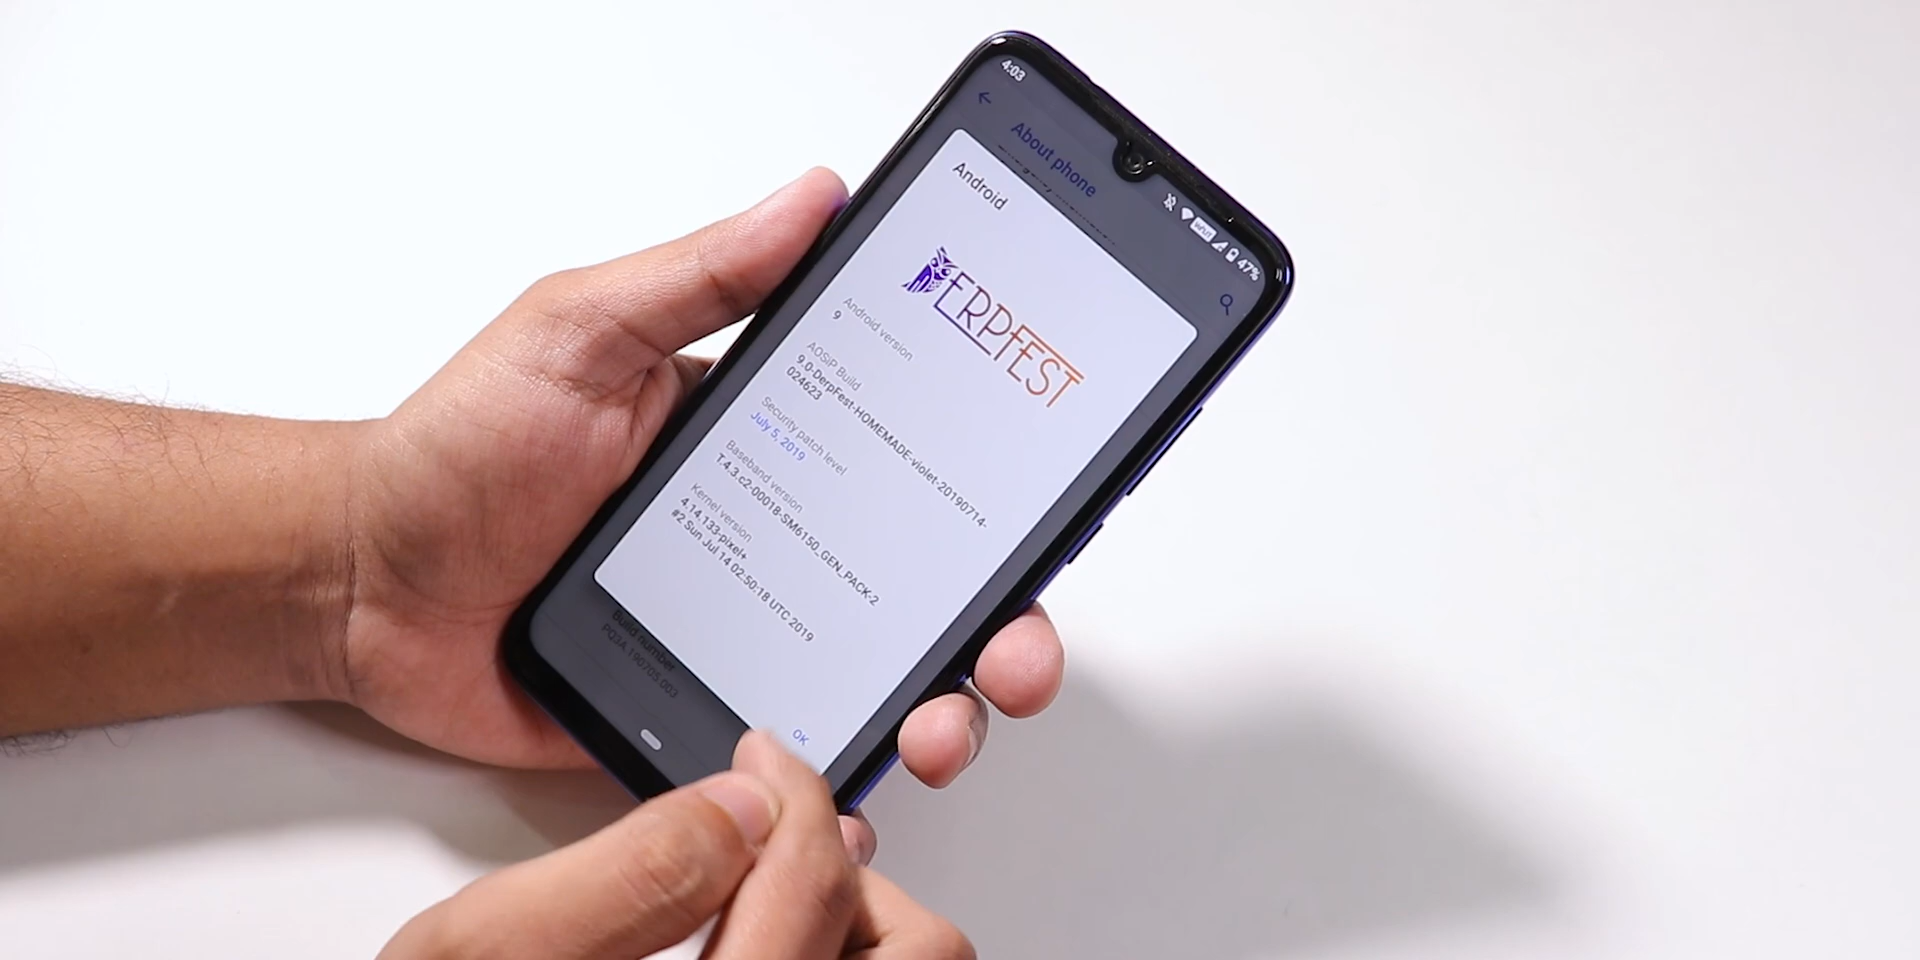 4:03
47%
About phone
Android
DERPFEST
Android version
9
AOSiP Build
9.0-DerpFest-HOMEMADE-violet-20190714-
024623
Security patch level
July 5, 2019
Baseband version
T.4.3.c2-00018-SM6150_GEN_PACK-2
Kernel version
4.14.133-pixel+
#2 Sun Jul 14 02:50:18 UTC 2019
OK
Build number
PQ3A.190705.003